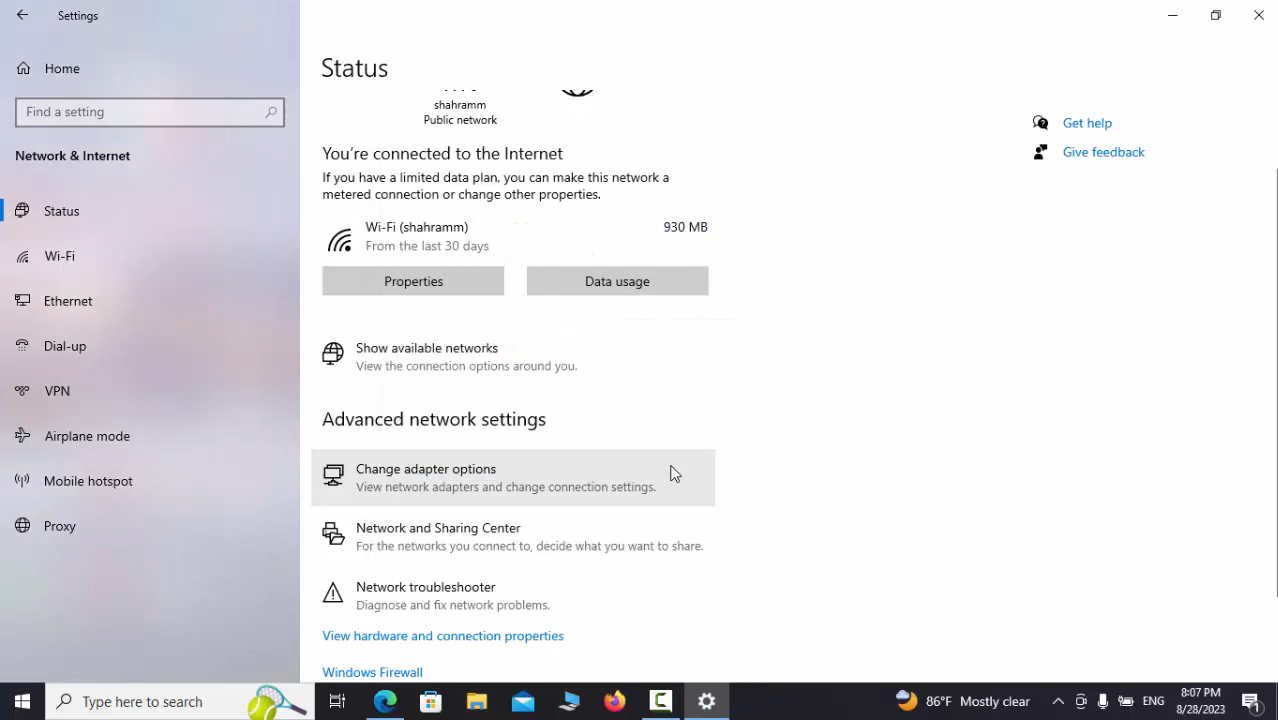 Settings
Home
Find a setting
Network & Internet
Status
Wi-Fi
Ethernet
Dial-up
VPN
Airplane mode
Mobile hotspot
Proxy
Status
shahramm
Public network
You're connected to the Internet
If you have a limited data plan, you can make this network a
metered connection or change other properties.
Wi-Fi (shahramm)
930 MB
From the last 30 days
Properties
Data usage
Show available networks
View the connection options around you.
Advanced network settings
Change adapter options
View network adapters and change connection settings.
Network and Sharing Center
For the networks you connect to, decide what you want to share.
Network troubleshooter
Diagnose and fix network problems.
View hardware and connection properties
Windows Firewall
Get help
Give feedback
Type here to search
86°F Mostly clear
ENG
8:07 PM
8/28/2023
1